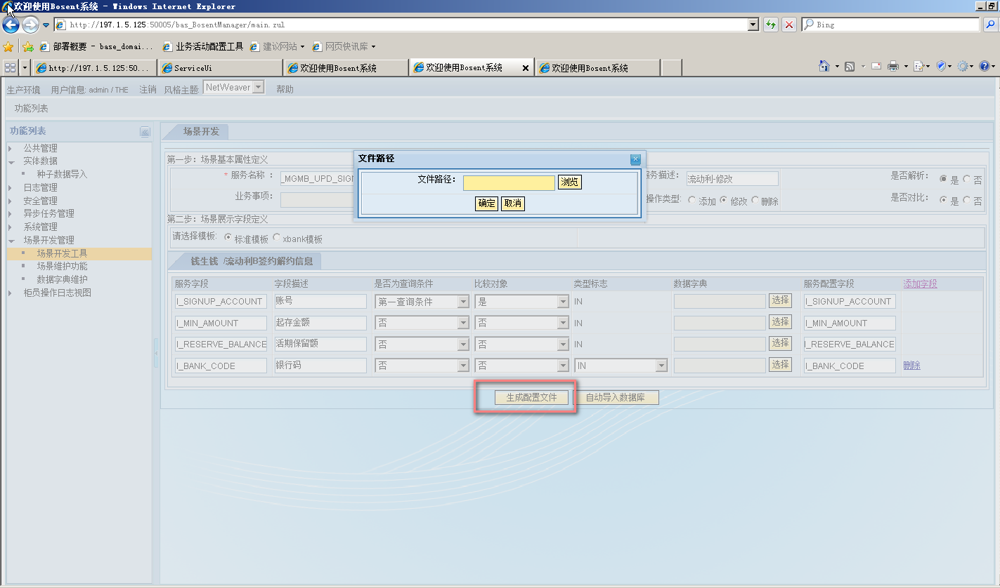 欢迎使用Bosent系统 - Windows Internet Explorer
http://197.1.5.125:50005/bas_BosentManager/main.zul
Bing
部署概要 - base_domai... 业务活动配置工具 建议网站 网页快讯库
http://197.1.5.125:50... ServiceUi 欢迎使用Bosent系统 欢迎使用Bosent系统 欢迎使用Bosent系统
生产环境 用户信息: admin / THE 注销 风格主题: NetWeaver 帮助
功能列表
功能列表
公共管理
实体数据
种子数据导入
日志管理
安全管理
异步任务管理
系统管理
场景开发管理
场景开发工具
场景维护功能
数据字典维护
柜员操作日志视图
场景开发
第一步: 场景基本属性定义
* 服务名称 : _MGMB_UPD_SIGN 服务描述: 流动利-修改 是否解析: 是 否
业务事项: 操作类型: 添加 修改 删除 是否对比: 是 否
文件路径
文件路径:
浏览
确定 取消
第二步: 场景展示字段定义
请选择模板: 标准模板 xbank模板
钱生钱 /流动利B签约解约信息
服务字段 字段描述 是否为查询条件 比较对象 类型标志 数据字典 服务配置字段 添加字段
I_SIGNUP_ACCOUNT 账号 第一查询条件 是 IN 选择 I_SIGNUP_ACCOUNT
I_MIN_AMOUNT 起存金额 否 否 IN 选择 I_MIN_AMOUNT
I_RESERVE_BALANCE 活期保留额 否 否 IN 选择 I_RESERVE_BALANCE
I_BANK_CODE 银行码 否 否 IN 选择 I_BANK_CODE 删除
生成配置文件 自动导入数据库